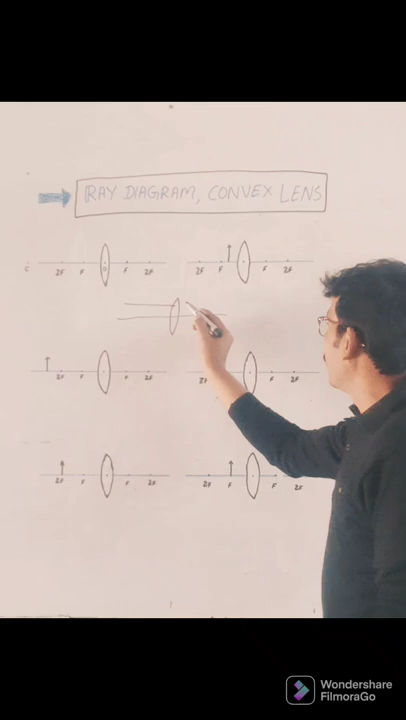 RAY DIAGRAM, CONVEX LENS
2F F O F 2F
2F F F 2F
2F F F 2F
2F F 2F
2F F F 2F
2F F F 2F
Wondershare
FilmoraGo